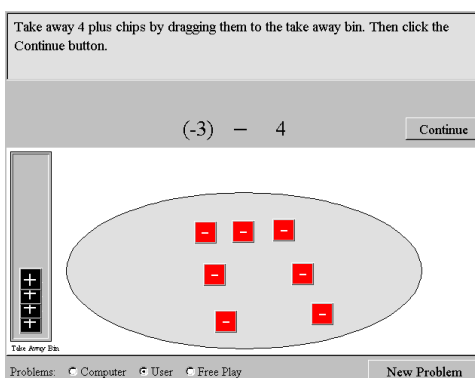 Take away 4 plus chips by dragging them to the take away bin. Then click the
Continue button.
(-3) − 4
Continue
− − −
+
+
+
+
− −
− −
Take Away Bin
Problems: Computer User Free Play
New Problem